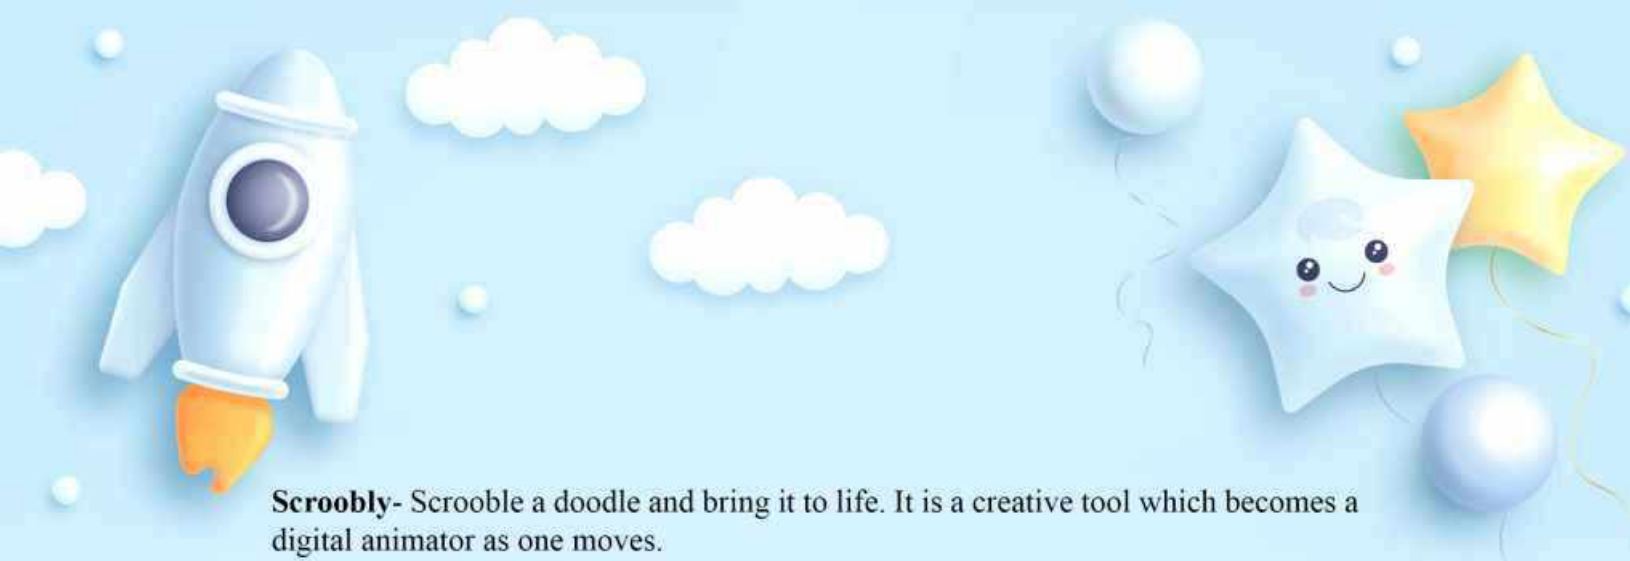 Scroobly- Scrooble a doodle and bring it to life. It is a creative tool which becomes a
digital animator as one moves.